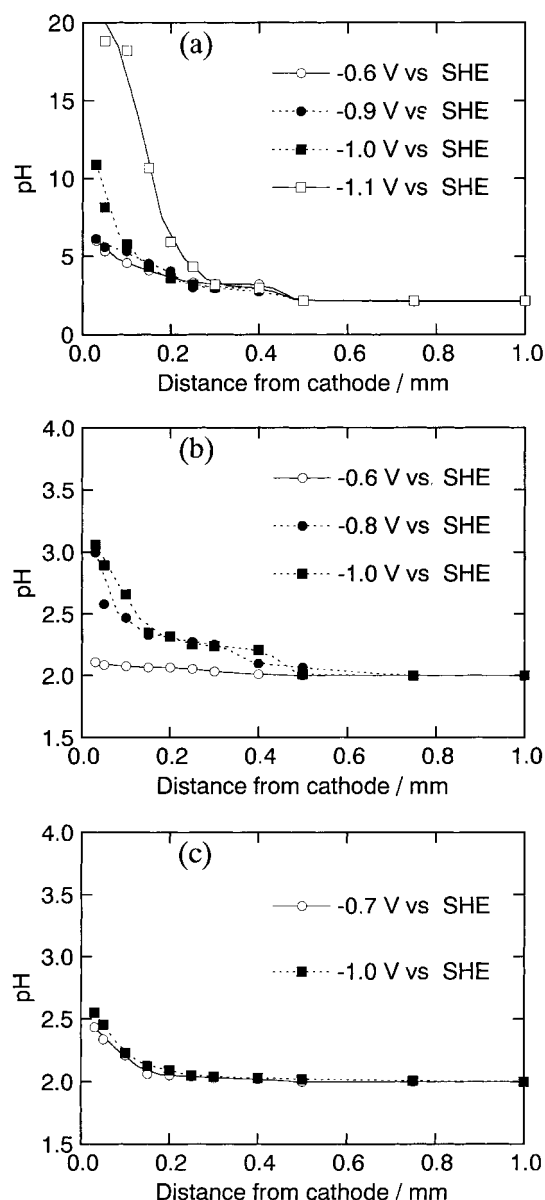 (a)
20
15
10
5
0
pH
-0.6 V vs SHE
-0.9 V vs SHE
-1.0 V vs SHE
-1.1 V vs SHE
0.0 0.2 0.4 0.6 0.8 1.0
Distance from cathode / mm
(b)
4.0
3.5
3.0
2.5
2.0
1.5
pH
-0.6 V vs SHE
-0.8 V vs SHE
-1.0 V vs SHE
0.0 0.2 0.4 0.6 0.8 1.0
Distance from cathode / mm
(c)
4.0
3.5
3.0
2.5
2.0
1.5
pH
-0.7 V vs SHE
-1.0 V vs SHE
0.0 0.2 0.4 0.6 0.8 1.0
Distance from cathode / mm